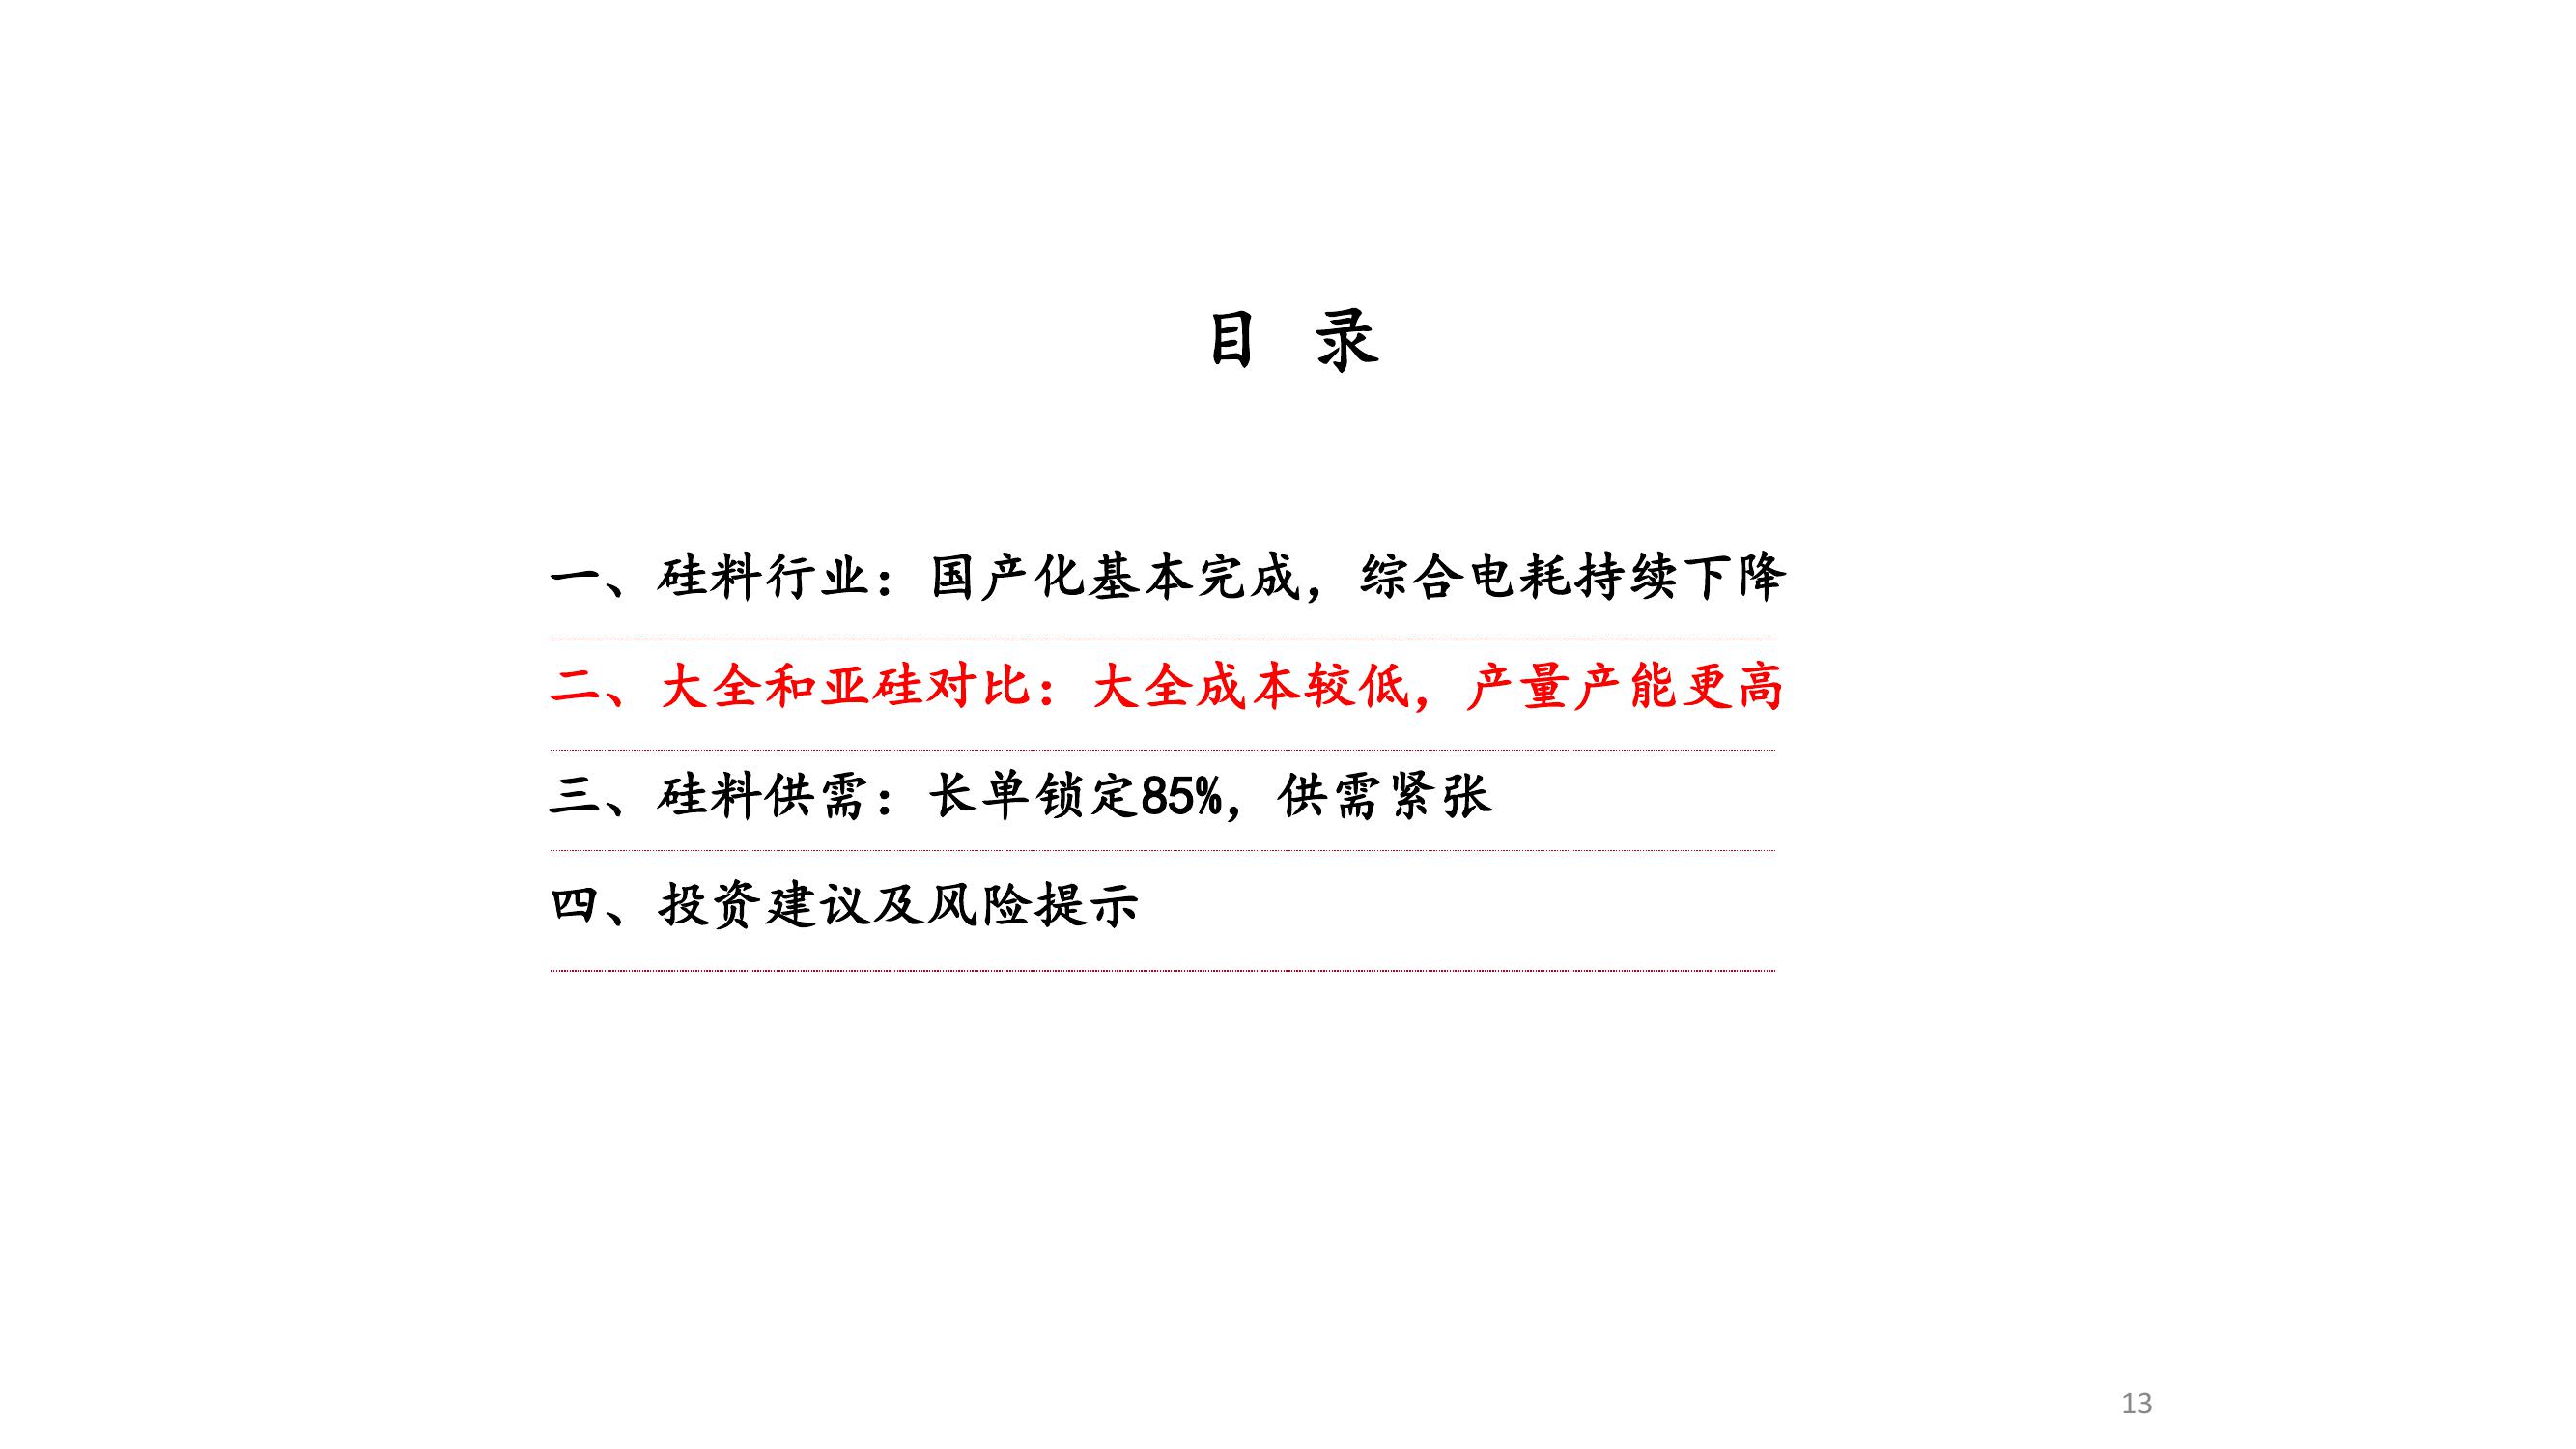 目 录
一、硅料行业：国产化基本完成，综合电耗持续下降
二、大全和亚硅对比：大全成本较低，产量产能更高
三、硅料供需：长单锁定85%，供需紧张
四、投资建议及风险提示
13